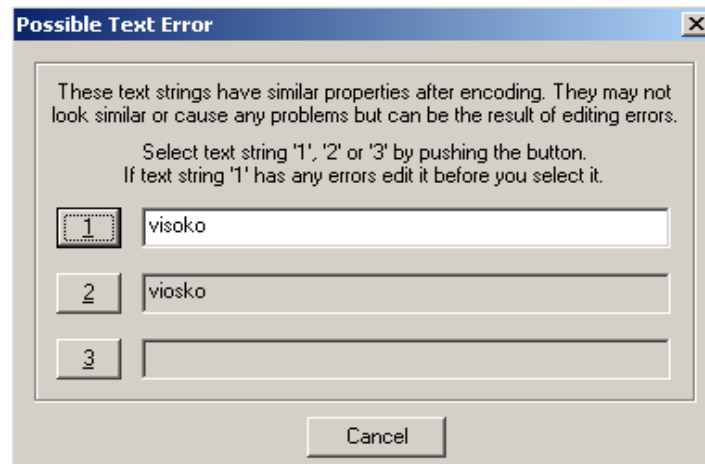 Possible Text Error
These text strings have similar properties after encoding. They may not
look similar or cause any problems but can be the result of editing errors.
Select text string '1', '2' or '3' by pushing the button.
If text string '1' has any errors edit it before you select it.
1 visoko
2 viosko
3
Cancel